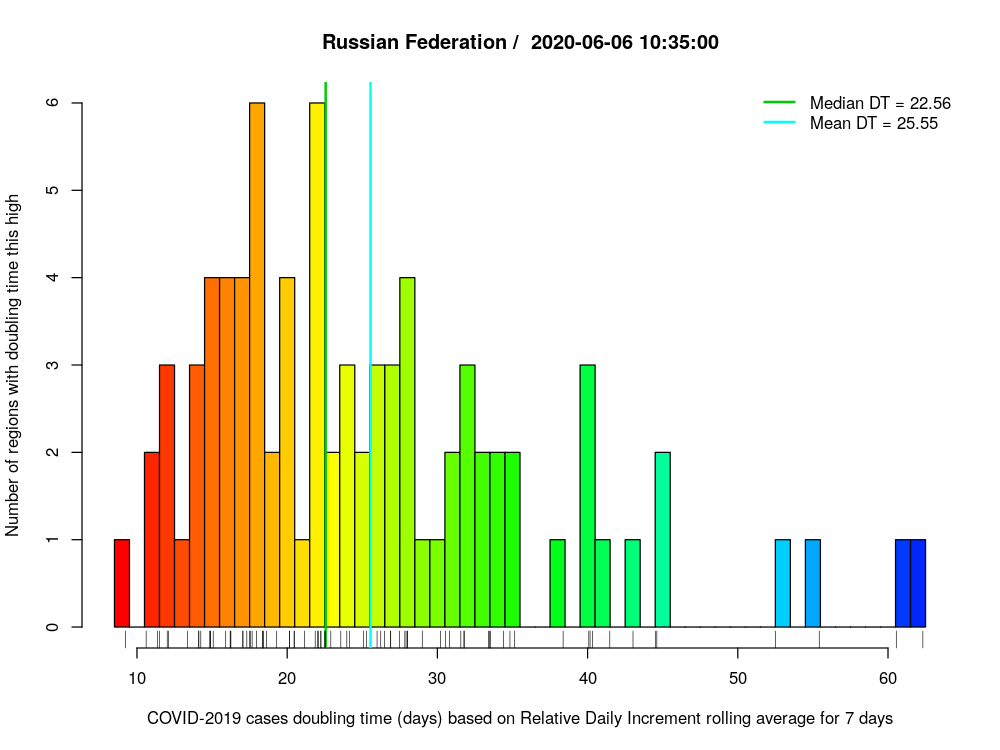 Russian Federation /  2020-06-06 10:35:00
Median DT = 22.56
Mean DT = 25.55
Number of regions with doubling time this high
6
5
4
3
2
1
0
10 20 30 40 50 60
COVID-2019 cases doubling time (days) based on Relative Daily Increment rolling average for 7 days